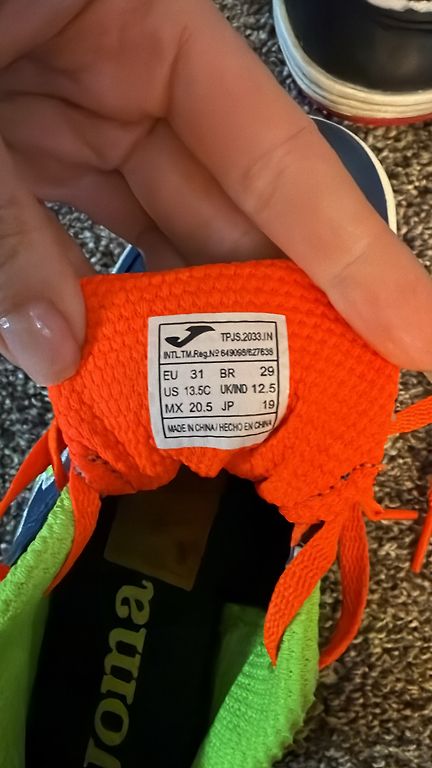 TPJS.2033.IN
INTL.TM.Reg.Nº 649098/627638
EU 31 BR 29
US 13.5C UK/IND 12.5
MX 20.5 JP 19
MADE IN CHINA / HECHO EN CHINA
Joma